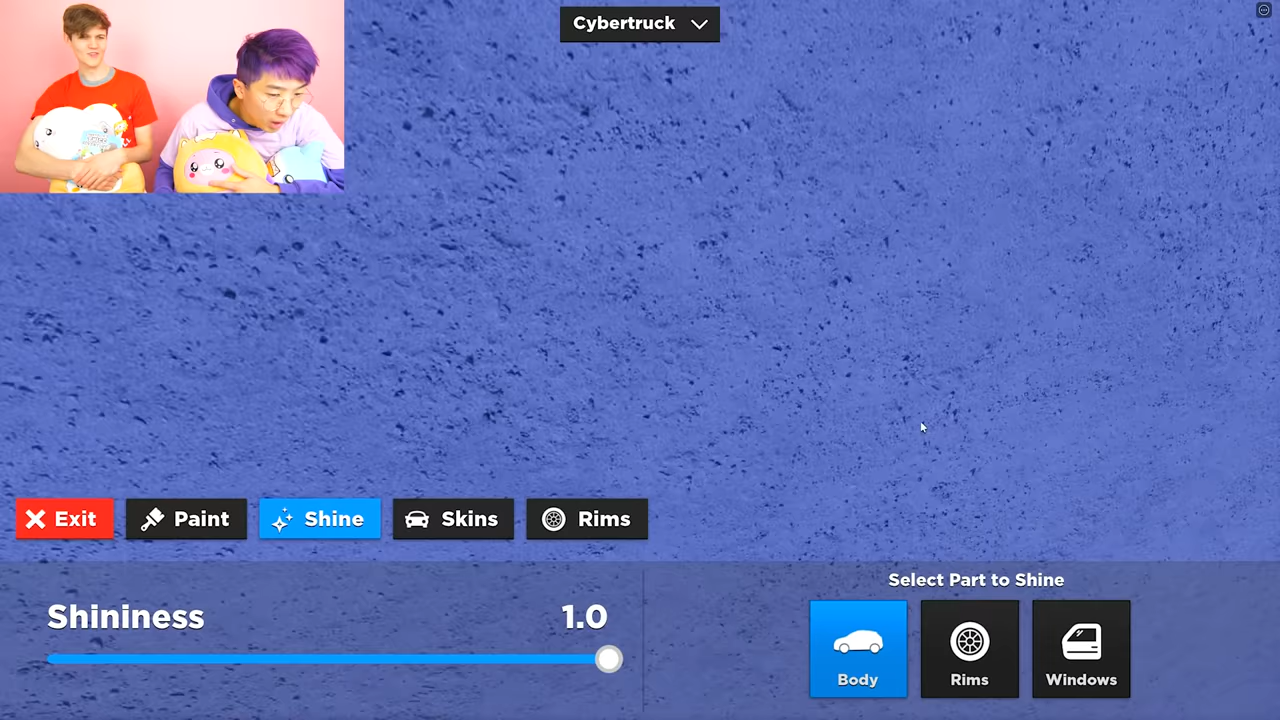 Cybertruck
Exit
Paint
Shine
Skins
Rims
Shininess
1.0
Select Part to Shine
Body
Rims
Windows